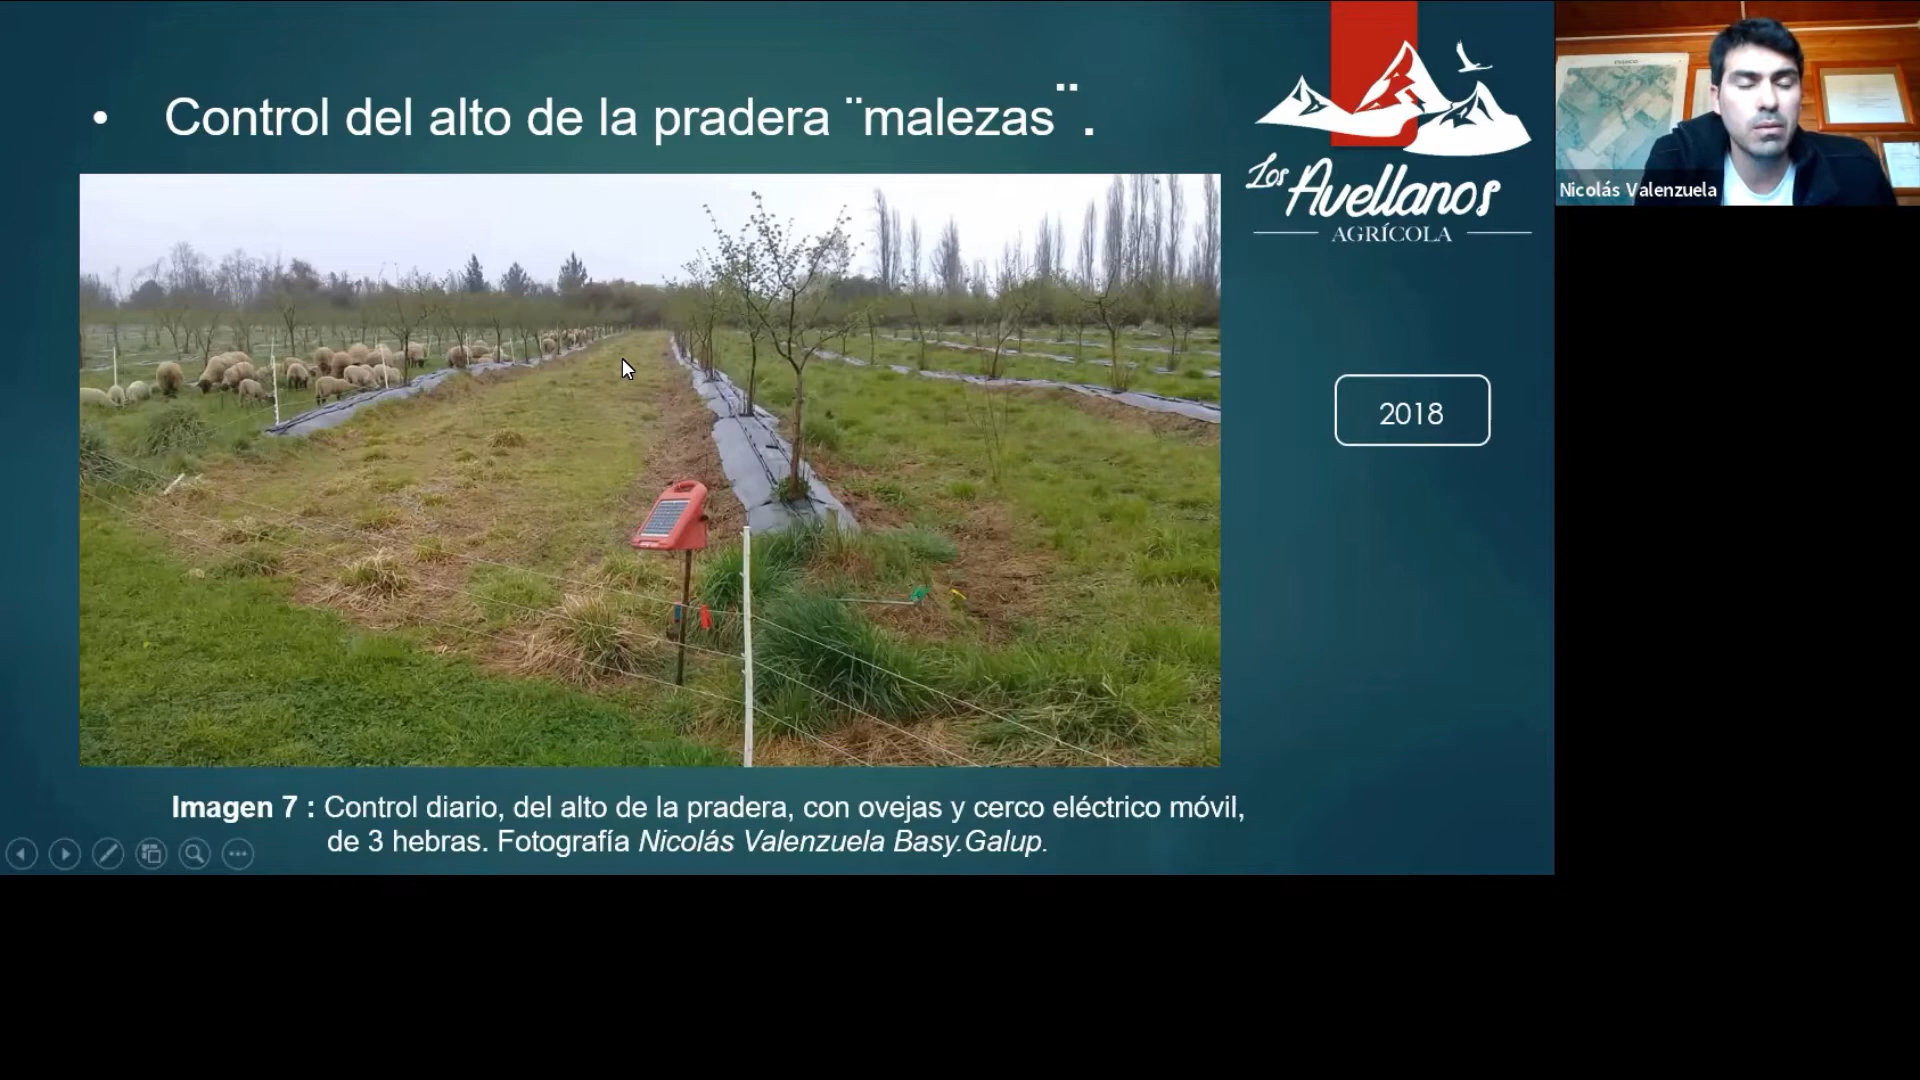 • Control del alto de la pradera ¨malezas¨.
Los Avellanos
AGRÍCOLA
2018
Imagen 7 : Control diario, del alto de la pradera, con ovejas y cerco eléctrico móvil,
de 3 hebras. Fotografía Nicolás Valenzuela Basy.Galup.
Nicolás Valenzuela